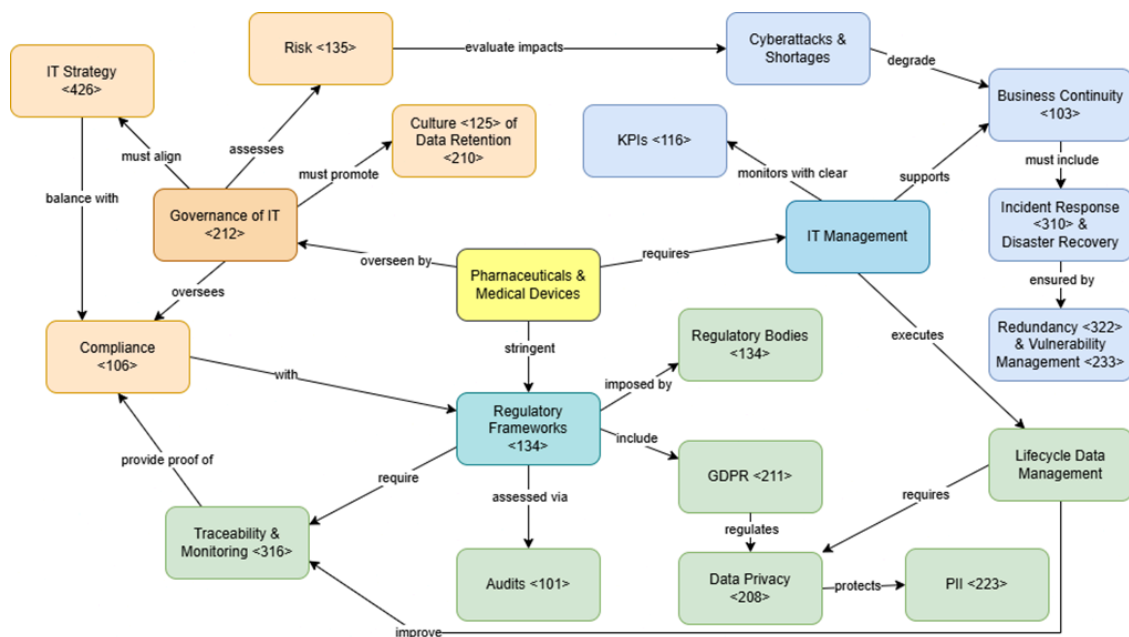 Risk <135>
evaluate impacts
Cyberattacks &
Shortages
IT Strategy
<426>
degrade
Business Continuity
<103>
Culture <125> of
Data Retention
<210>
KPIs <116>
must align
assesses
must promote
monitors with clear
supports
must include
balance with
Governance of IT
<212>
IT Management
Incident Response
<310> &
Disaster Recovery
overseen by
requires
Pharnaceuticals &
Medical Devices
ensured by
oversees
Compliance
<106>
stringent
Regulatory Bodies
<134>
executes
Redundancy <322>
& Vulnerability
Management <233>
with
imposed by
Regulatory
Frameworks
<134>
include
provide proof of
require
assessed via
GDPR <211>
Lifecycle Data
Management
requires
Traceability &
Monitoring <316>
regulates
Audits <101>
Data Privacy
<208>
protects
PII <223>
improve